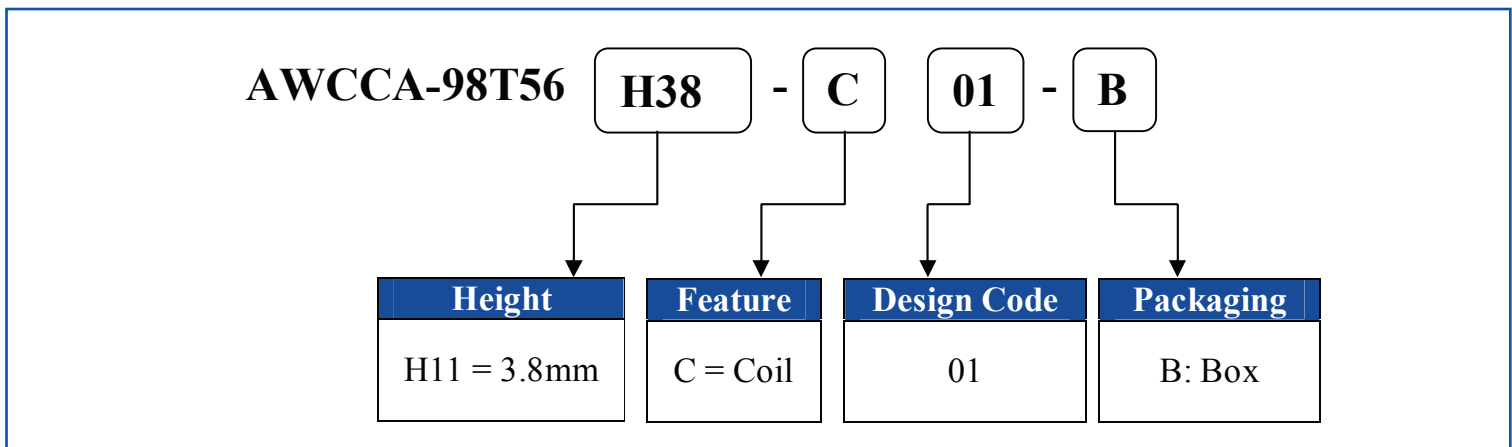 AWCCA-98T56 H38 - C 01 - B
Height Feature Design Code Packaging
H11 = 3.8mm C = Coil 01 B: Box